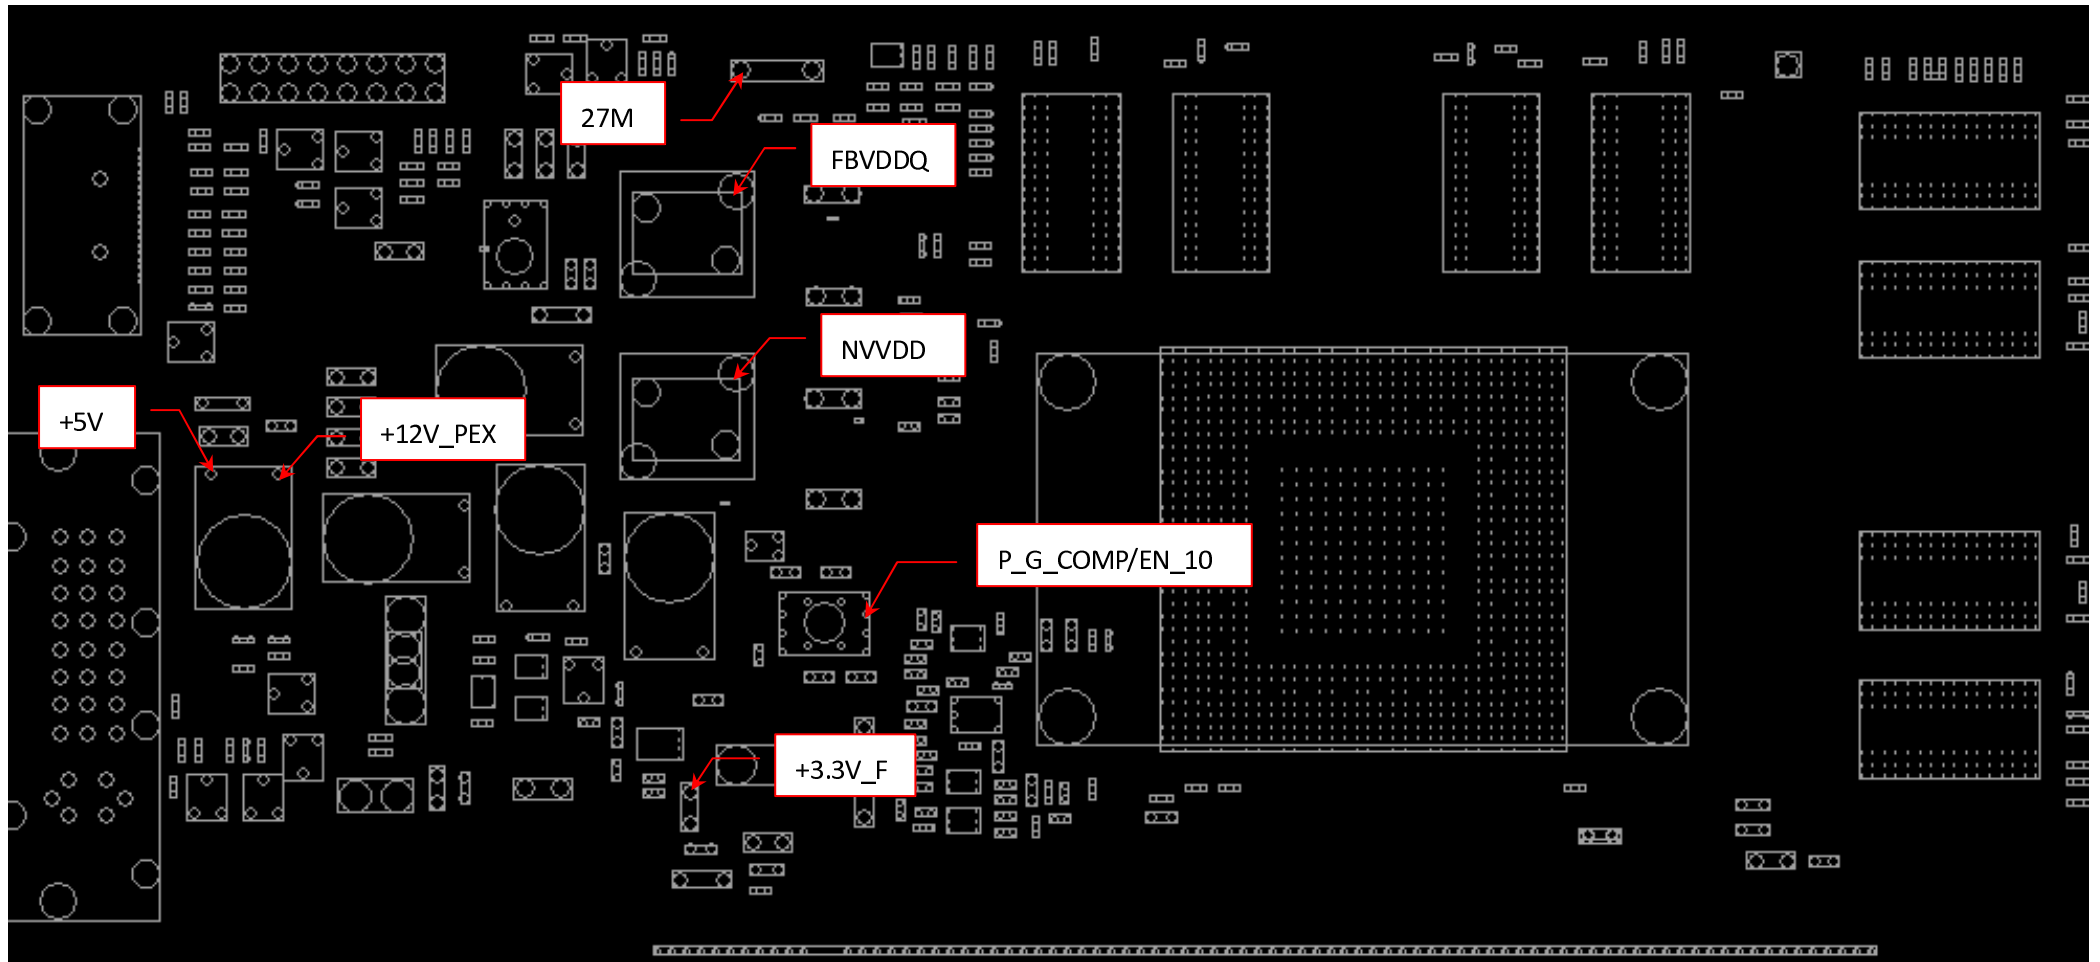 27M
FBVDDQ
NVVDD
+5V
+12V_PEX
P_G_COMP/EN_10
+3.3V_F